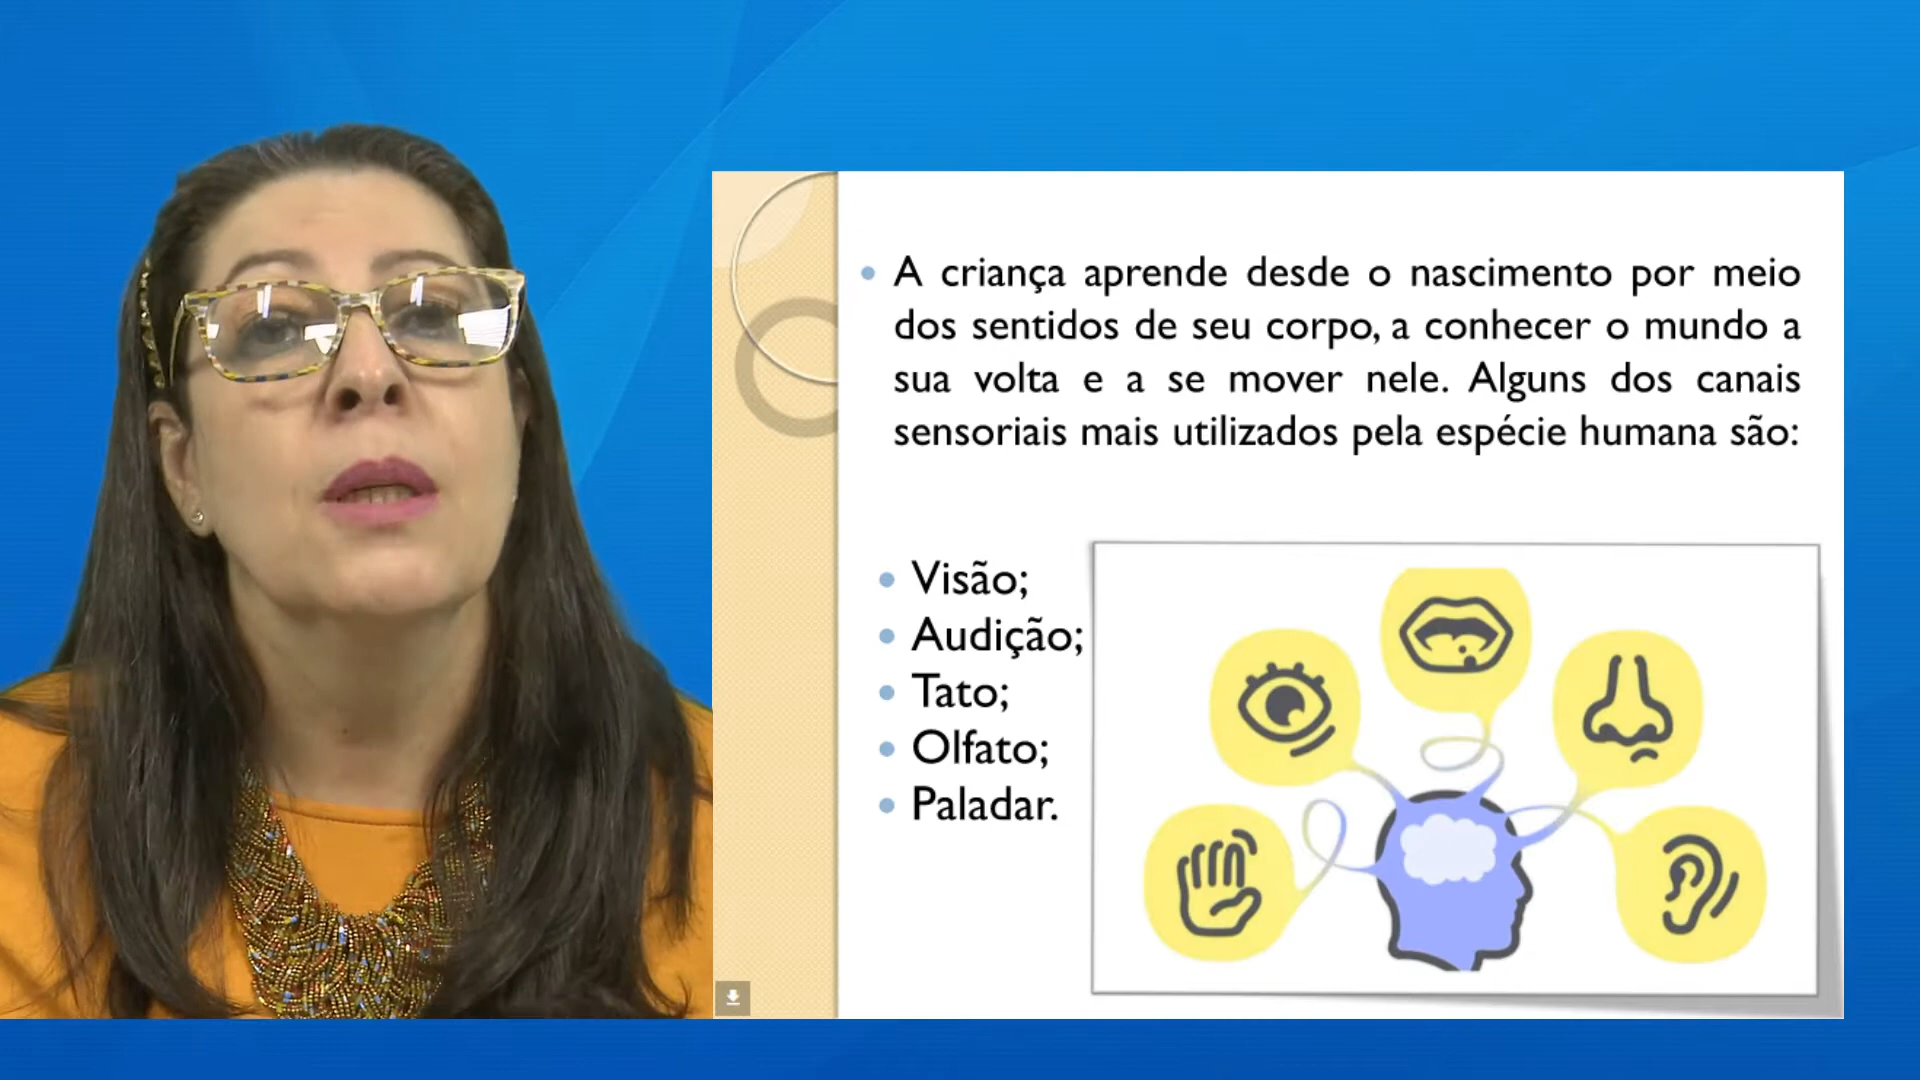 A criança aprende desde o nascimento por meio
dos sentidos de seu corpo, a conhecer o mundo a
sua volta e a se mover nele. Alguns dos canais
sensoriais mais utilizados pela espécie humana são:
Visão;
Audição;
Tato;
Olfato;
Paladar.